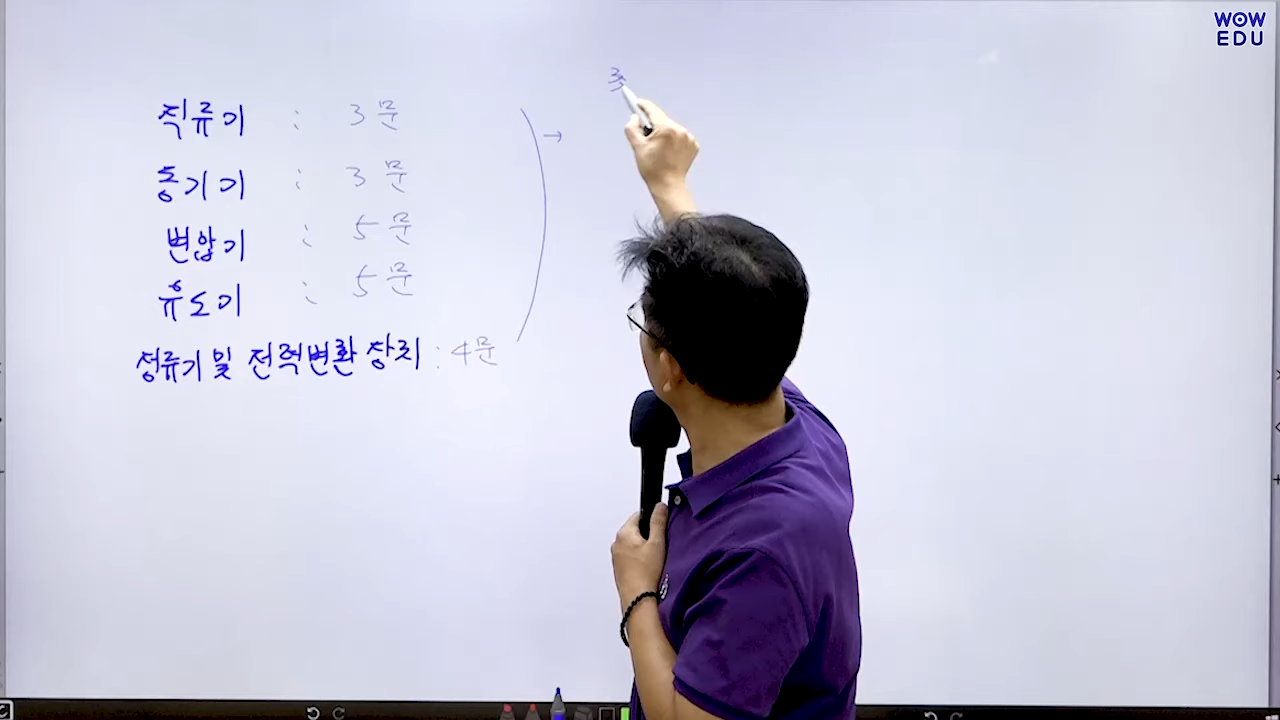 WOW
EDU
직류기 : 3문
동기기 : 3문
변압기 : 5문
유도기 : 5문
정류기 및 전력변환 장치 : 4문
→